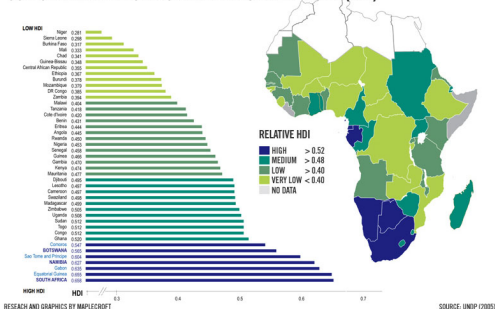 LOW HDI
Niger 0.281
Sierra Leone 0.298
Burkina Faso 0.317
Mali 0.333
Chad 0.341
Guinea-Bissau 0.348
Central African Republic 0.355
Ethiopia 0.367
Burundi 0.378
Mozambique 0.379
DR Congo 0.385
Zambia 0.394
Malawi 0.404
Tanzania 0.418
Cote d'Ivoire 0.420
Benin 0.431
Eritrea 0.444
Angola 0.445
Rwanda 0.450
Nigeria 0.453
Senegal 0.458
Guinea 0.466
Gambia 0.470
Kenya 0.474
Mauritania 0.477
Djibouti 0.495
Lesotho 0.497
Cameroon 0.497
Swaziland 0.498
Madagascar 0.499
Zimbabwe 0.505
Uganda 0.508
Sudan 0.512
Togo 0.512
Congo 0.512
Ghana 0.520
Comoros 0.547
BOTSWANA 0.565
Sao Tome and Principe 0.604
NAMIBIA 0.627
Gabon 0.635
Equatorial Guinea 0.655
SOUTH AFRICA 0.658
HIGH HDI
HDI
0.3 0.4 0.5 0.6 0.7
RELATIVE HDI
HIGH > 0.52
MEDIUM > 0.48
LOW > 0.40
VERY LOW < 0.40
NO DATA
RESEACH AND GRAPHICS BY MAPLECROFT
SOURCE: UNDP (2005)